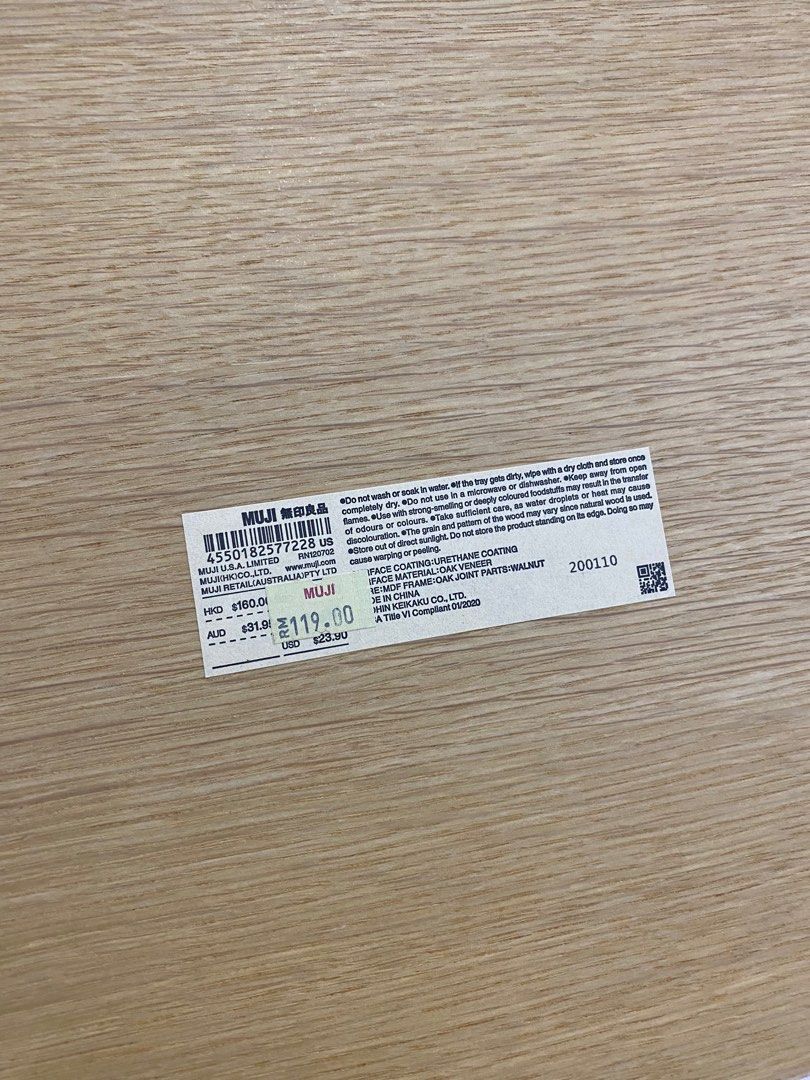 MUJI 無印良品
4550182577228 US
MUJI U.S.A. LIMITED RN120702
MUJI(HK)CO.,LTD. www.muji.com
MUJI RETAIL(AUSTRALIA)PTY LTD
HKD $160.0
AUD $31.95
USD $23.90
MUJI
RM119.00
●Do not wash or soak in water. ●If the tray gets dirty, wipe with a dry cloth and store once
completely dry. ●Do not use in a microwave or dishwasher. ●Keep away from open
flames. ●Use with strong-smelling or deeply coloured foodstuffs may result in the transfer
of odours or colours. ●Take sufficient care, as water droplets or heat may cause
discolouration. ●The grain and pattern of the wood may vary since natural wood is used.
●Store out of direct sunlight. Do not store the product standing on its edge. Doing so may
cause warping or peeling.
RFACE COATING:URETHANE COATING
RFACE MATERIAL:OAK VENEER
RE:MDF FRAME:OAK JOINT PARTS:WALNUT
DE IN CHINA
OHIN KEIKAKU CO., LTD.
A Title VI Compliant 01/2020
200110